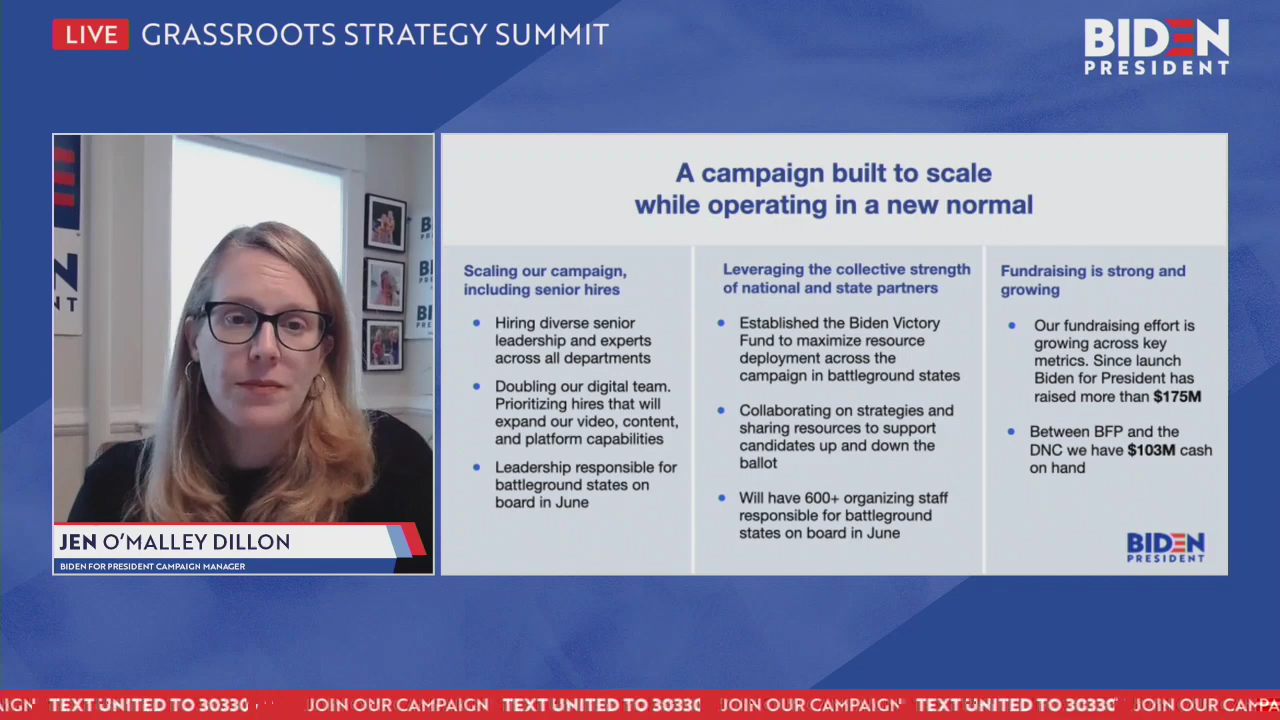 LIVE GRASSROOTS STRATEGY SUMMIT
BIDEN
PRESIDENT
A campaign built to scale
while operating in a new normal
Scaling our campaign,
including senior hires
• Hiring diverse senior
leadership and experts
across all departments
• Doubling our digital team.
Prioritizing hires that will
expand our video, content,
and platform capabilities
• Leadership responsible for
battleground states on
board in June
Leveraging the collective strength
of national and state partners
• Established the Biden Victory
Fund to maximize resource
deployment across the
campaign in battleground states
• Collaborating on strategies and
sharing resources to support
candidates up and down the
ballot
• Will have 600+ organizing staff
responsible for battleground
states on board in June
Fundraising is strong and
growing
• Our fundraising effort is
growing across key
metrics. Since launch
Biden for President has
raised more than $175M
• Between BFP and the
DNC we have $103M cash
on hand
BIDEN
PRESIDENT
JEN O'MALLEY DILLON
BIDEN FOR PRESIDENT CAMPAIGN MANAGER
AIGN TEXT UNITED TO 30330 JOIN OUR CAMPAIGN TEXT UNITED TO 30330 JOIN OUR CAMPAIGN TEXT UNITED TO 30330 JOIN OUR CAMPA